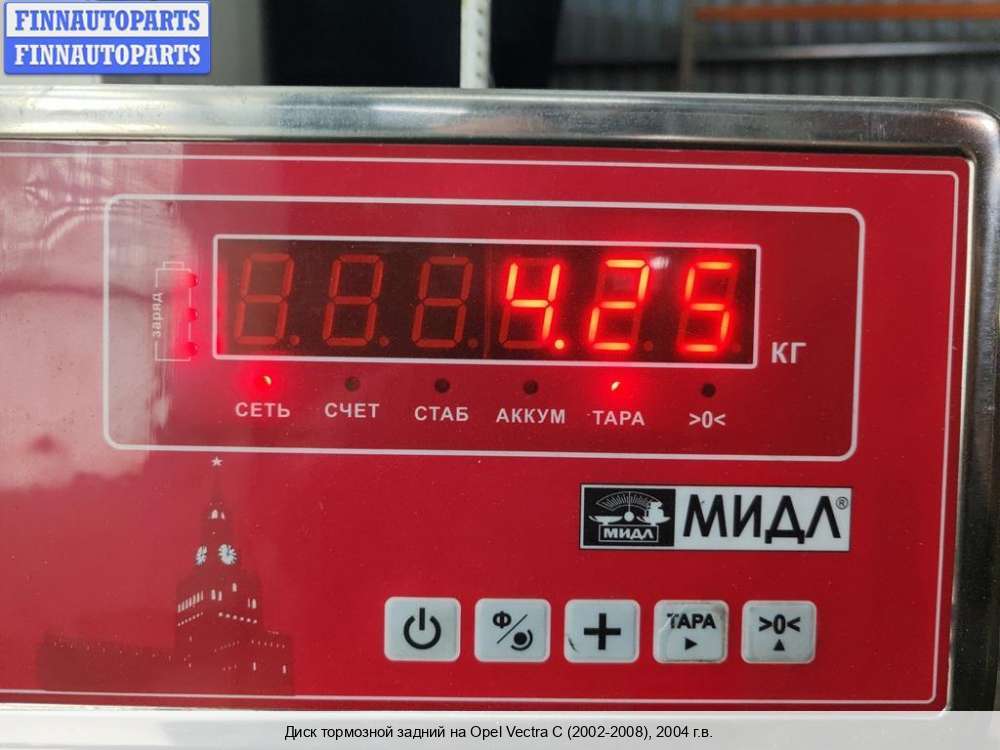 FINNAUTOPARTS
FINNAUTOPARTS
заряд
4.25
КГ
СЕТЬ СЧЕТ СТАБ АККУМ ТАРА >0<
МИДЛ МИДЛ®
Ф ТАРА >0<
Диск тормозной задний на Opel Vectra C (2002-2008), 2004 г.в.